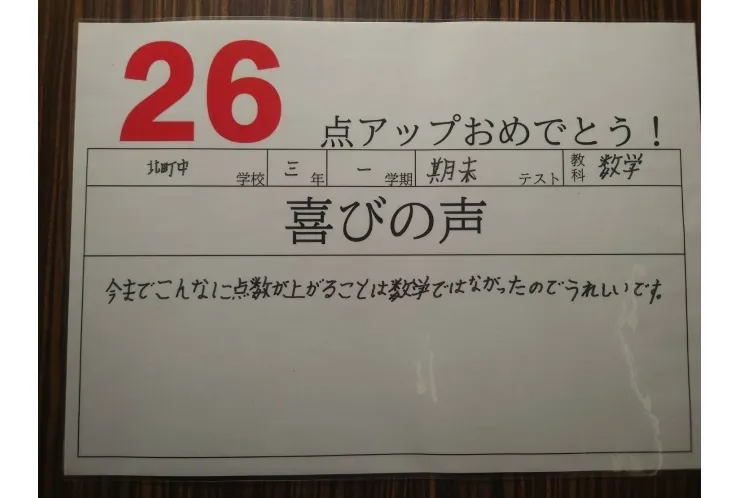 26点アップおめでとう！
北町中学校 三年 一学期 期末テスト 教科 数学
喜びの声
今までこんなに点数が上がることは数学ではなかったのでうれしいです。